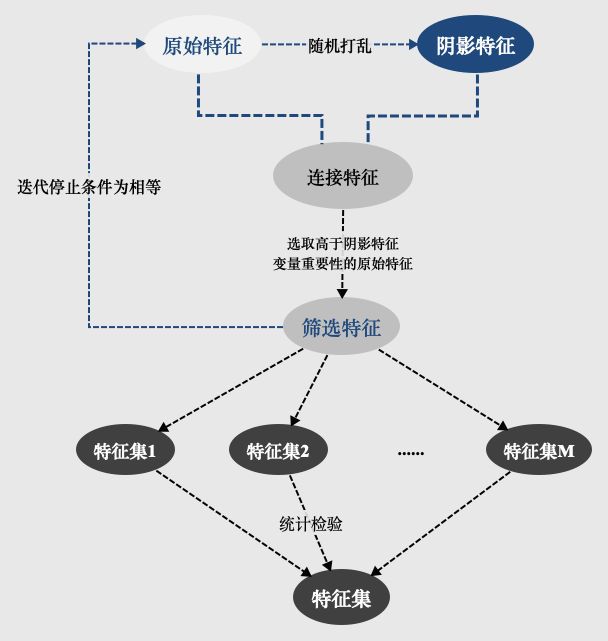 原始特征
随机打乱
阴影特征
连接特征
迭代停止条件为相等
选取高于阴影特征
变量重要性的原始特征
筛选特征
特征集1
特征集2
......
特征集M
统计检验
特征集